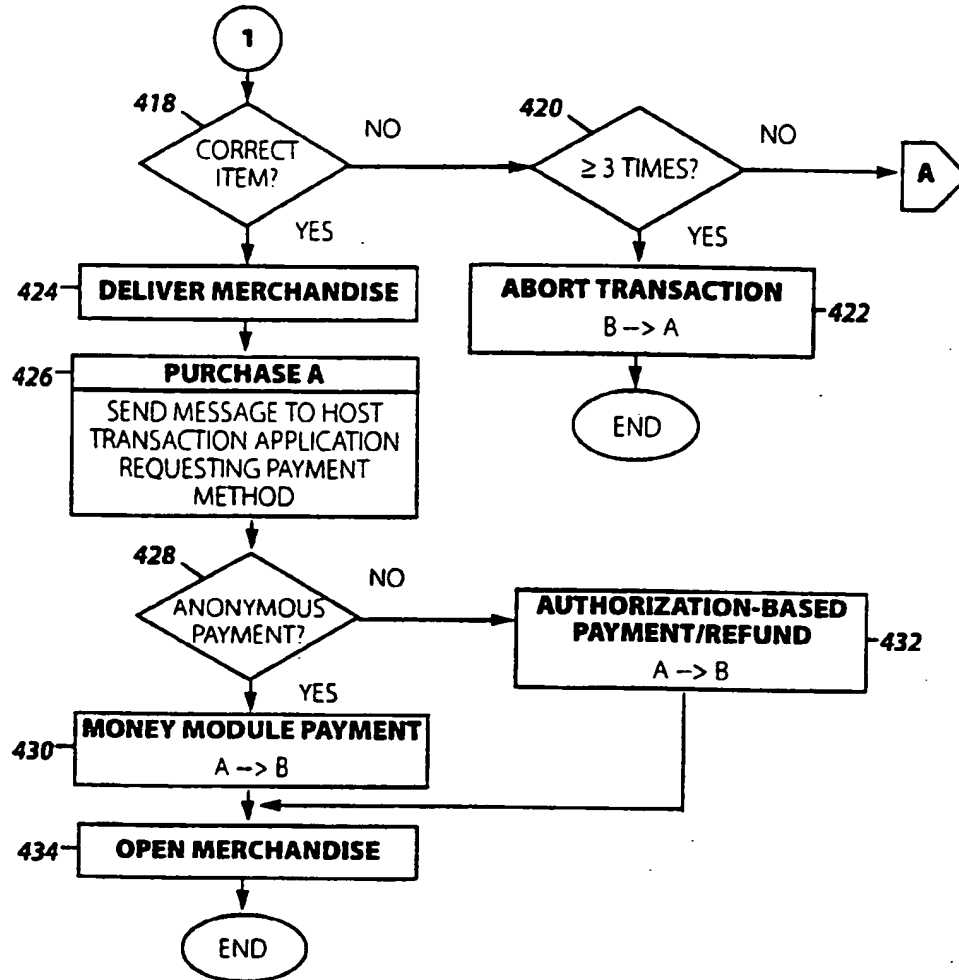 1
418
CORRECT
ITEM?
NO
420
≥ 3 TIMES?
NO
A
YES
YES
424
DELIVER MERCHANDISE
ABORT TRANSACTION
B --> A
422
426
PURCHASE A
SEND MESSAGE TO HOST
TRANSACTION APPLICATION
REQUESTING PAYMENT
METHOD
END
428
ANONYMOUS
PAYMENT?
NO
AUTHORIZATION-BASED
PAYMENT/REFUND
A --> B
432
YES
430
MONEY MODULE PAYMENT
A --> B
434
OPEN MERCHANDISE
END